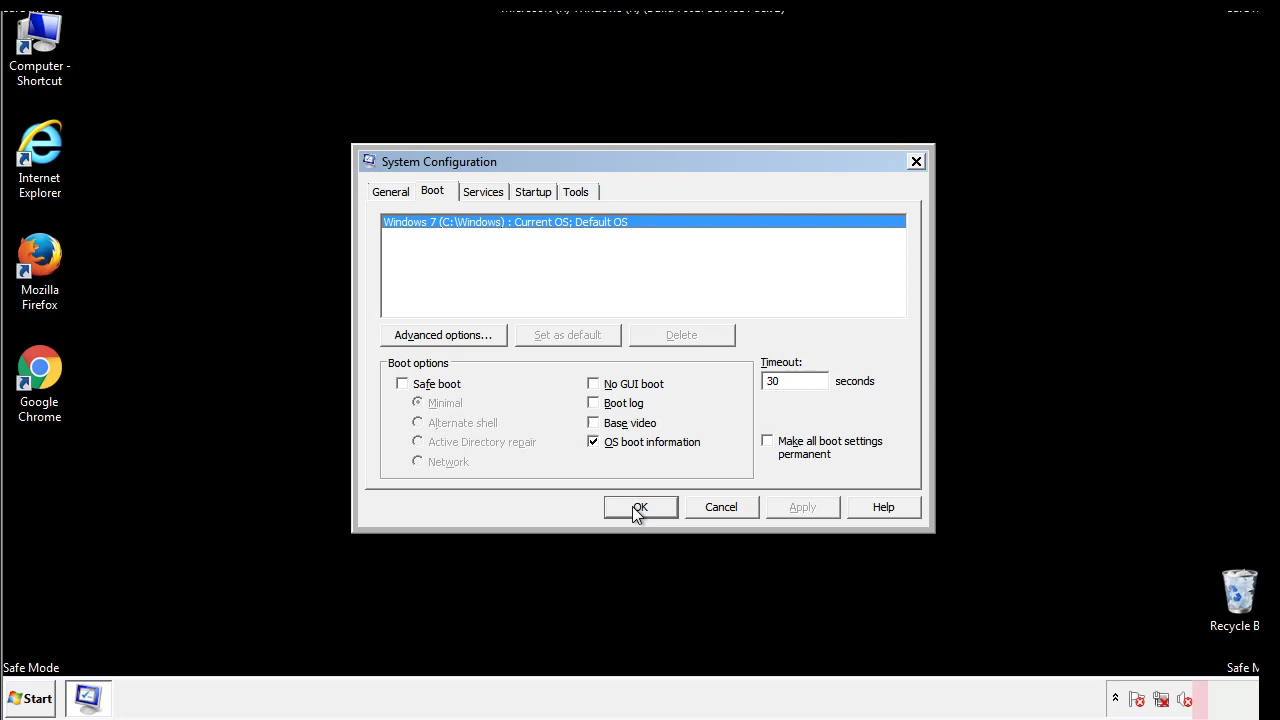 Computer -
Shortcut
Internet
Explorer
Mozilla
Firefox
Google
Chrome
System Configuration
General
Boot
Services
Startup
Tools
Windows 7 (C:\Windows) : Current OS; Default OS
Advanced options...
Set as default
Delete
Boot options
Safe boot
Minimal
Alternate shell
Active Directory repair
Network
No GUI boot
Boot log
Base video
OS boot information
Timeout:
30 seconds
Make all boot settings
permanent
OK
Cancel
Apply
Help
Recycle B
Safe Mode
Safe M
Start